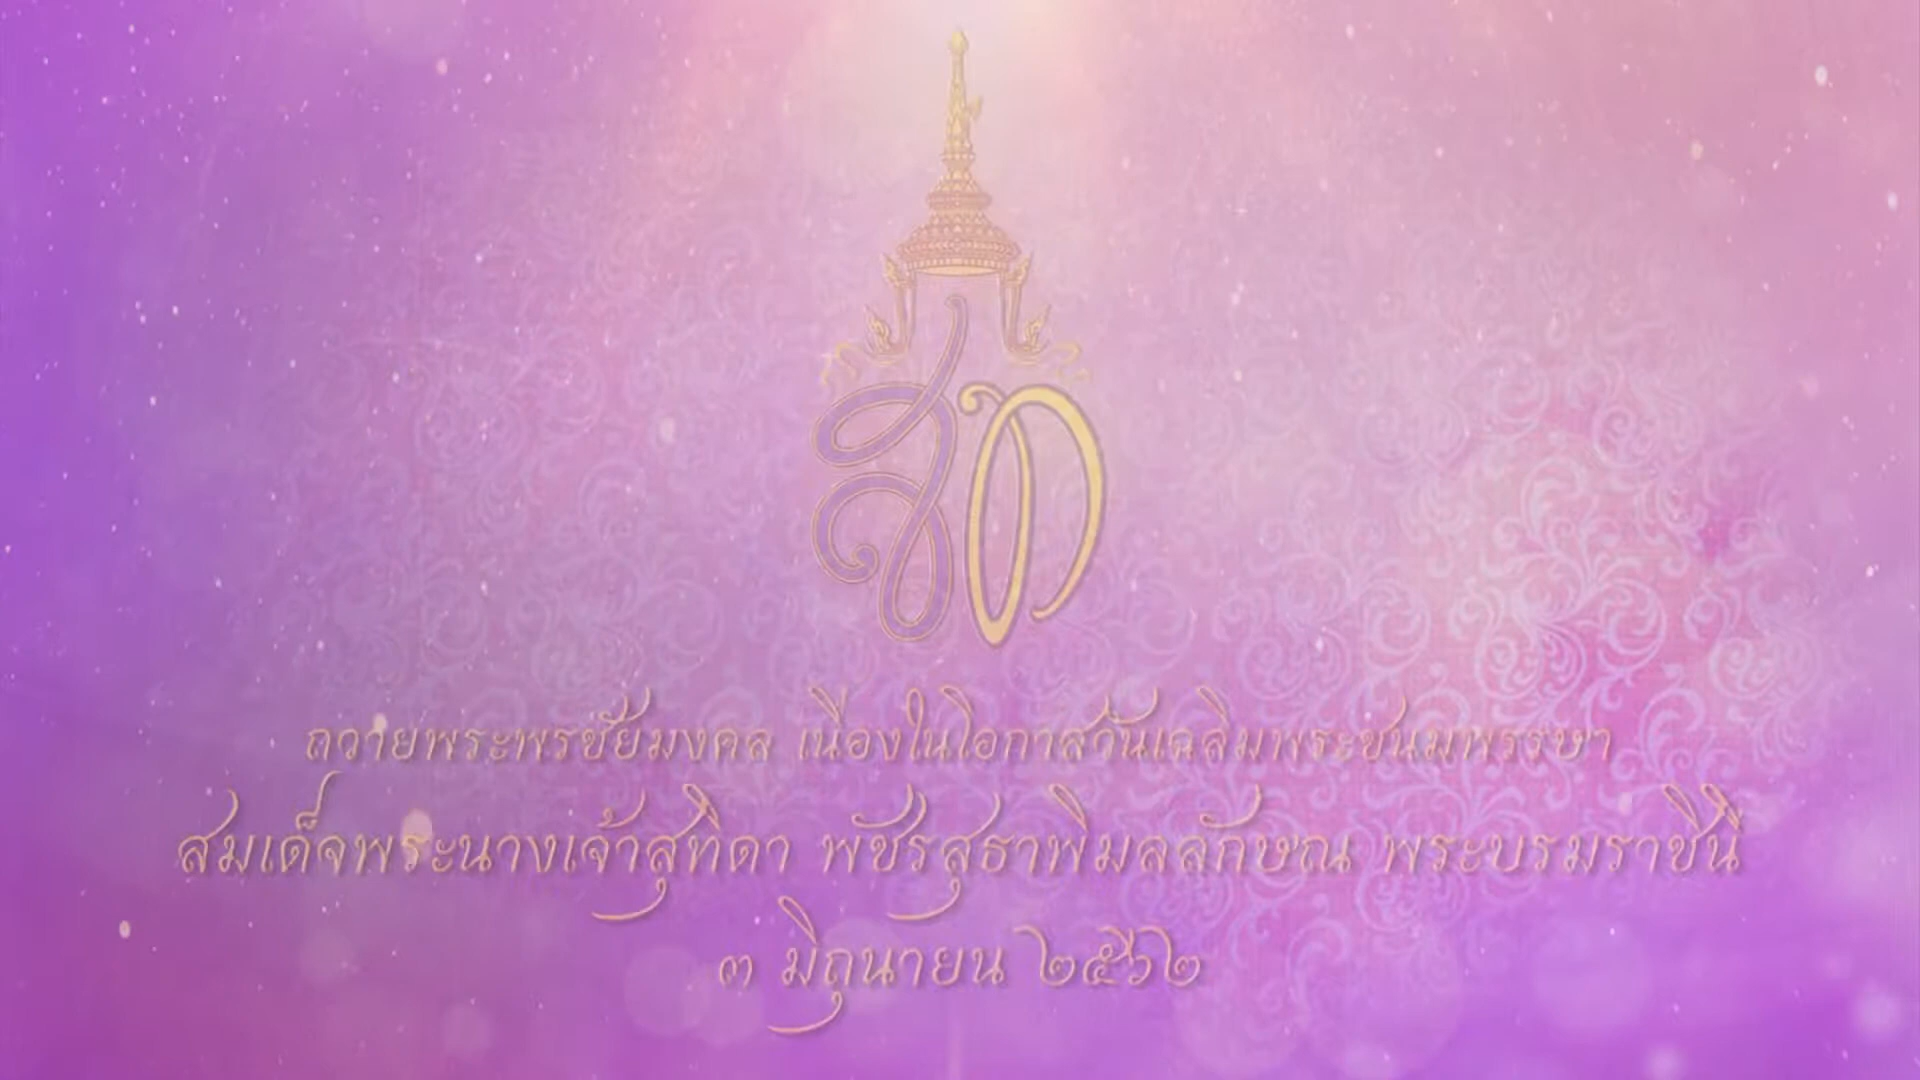 สท
ถวายพระพรชัยมงคล เนื่องในโอกาสวันเฉลิมพระชนมพรรษา
สมเด็จพระนางเจ้าสุทิดา พัชรสุธาพิมลลักษณ พระบรมราชินี
๓ มิถุนายน ๒๕๖๒